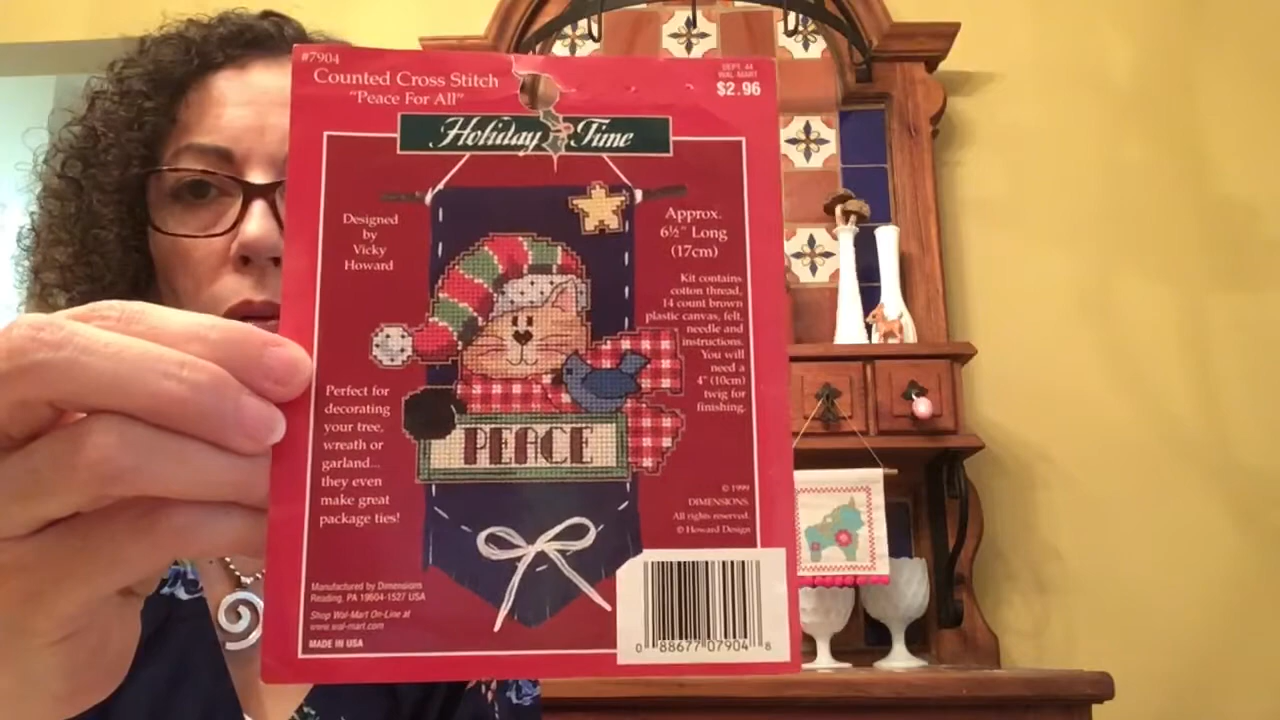 #7904
Counted Cross Stitch
"Peace For All"
SEPT. 44
WAL-MART
$2.96
Holiday Time
Designed
by
Vicky
Howard
Approx.
6½" Long
(17cm)
Kit contains
cotton thread,
14 count brown
plastic canvas, felt,
needle and
instructions.
You will
need a
4" (10cm)
twig for
finishing.
Perfect for
decorating
your tree,
wreath or
garland...
they even
make great
package ties!
PEACE
© 1999
DIMENSIONS
All rights reserved.
© Howard Design
Manufactured by Dimensions
Reading, PA 19604-1527 USA
Shop Wal-Mart On-Line at
www.wal-mart.com
MADE IN USA
0 88677 07904 8